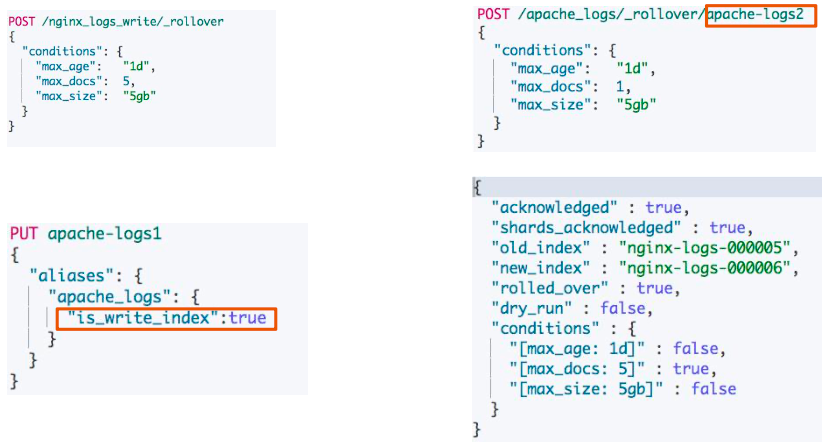 POST /nginx_logs_write/_rollover
{
  "conditions": {
    "max_age":   "1d",
    "max_docs":  5,
    "max_size":  "5gb"
  }
}
POST /apache_logs/_rollover/apache-logs2
{
  "conditions": {
    "max_age":   "1d",
    "max_docs":  1,
    "max_size":  "5gb"
  }
}
PUT apache-logs1
{
  "aliases": {
    "apache_logs": {
      "is_write_index":true
    }
  }
}
{
  "acknowledged" : true,
  "shards_acknowledged" : true,
  "old_index" : "nginx-logs-000005",
  "new_index" : "nginx-logs-000006",
  "rolled_over" : true,
  "dry_run" : false,
  "conditions" : {
    "[max_age: 1d]" : false,
    "[max_docs: 5]" : true,
    "[max_size: 5gb]" : false
  }
}